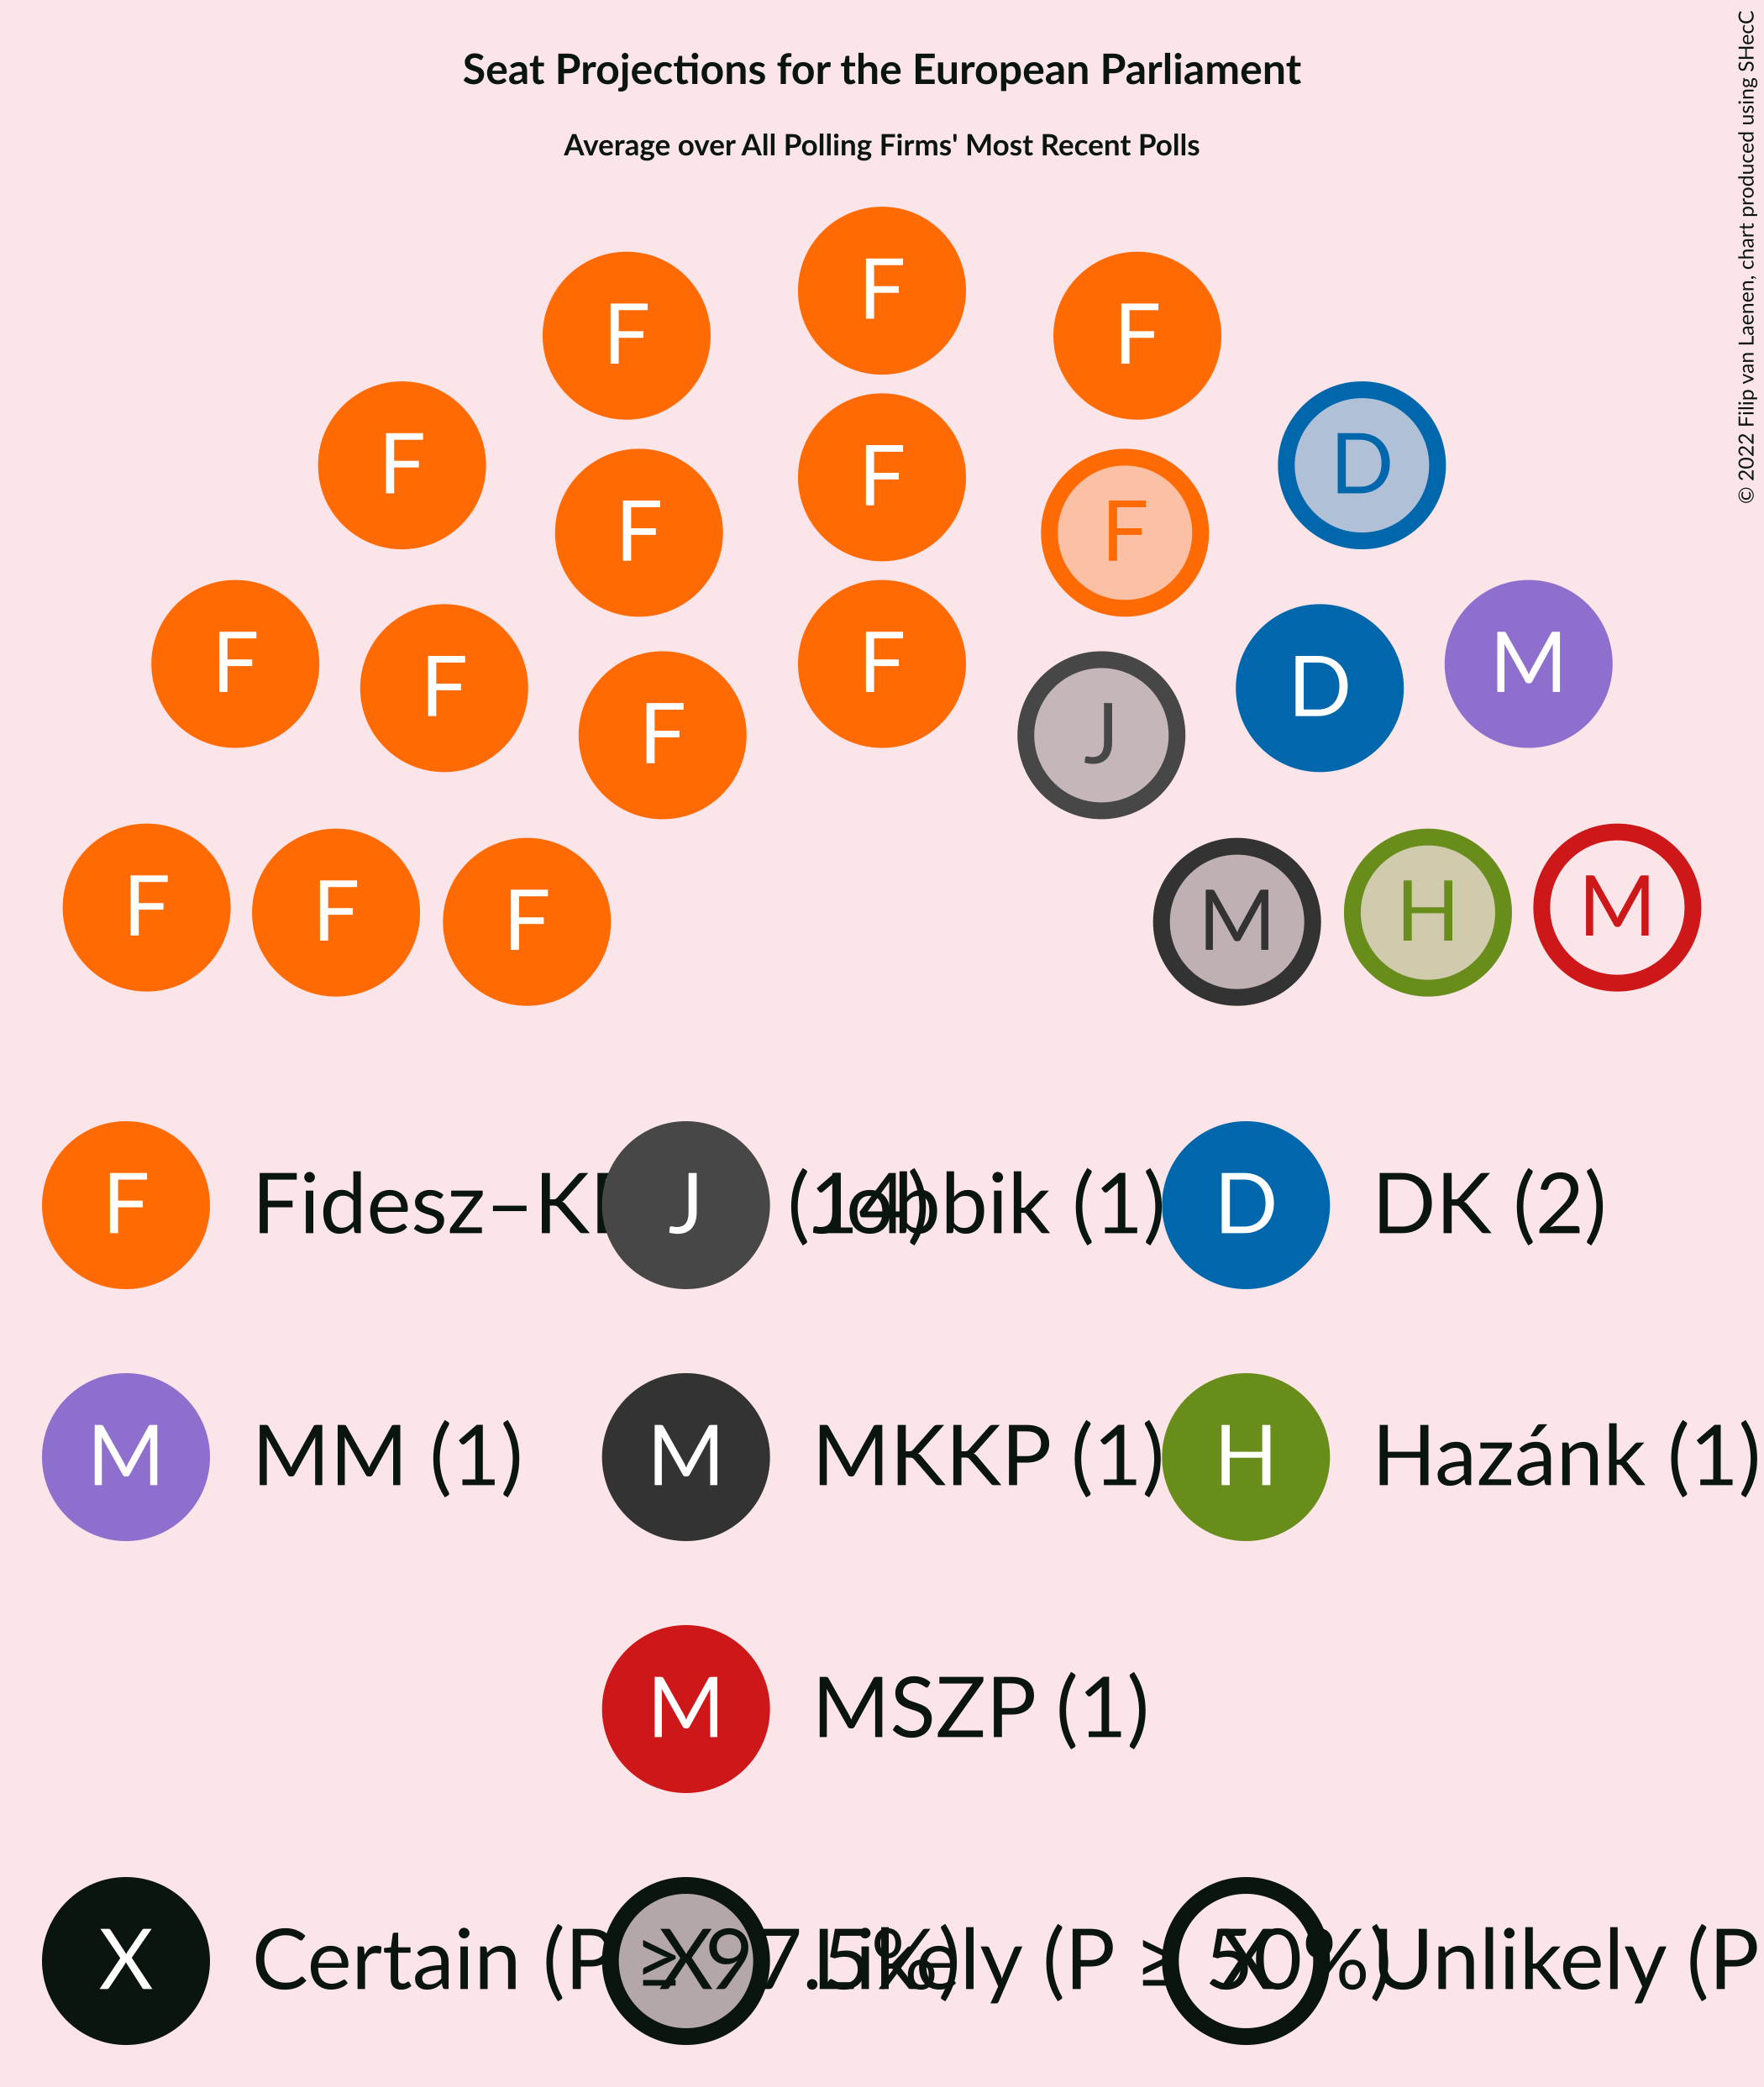 Seat Projections for the European Parliament
Average over All Polling Firms' Most Recent Polls
© 2022 Filip van Laenen, chart produced using SHecC
F
F F
F D
F
F F
F M
F
F D
F J
F M
F H
F M
F Fidesz–K (14) J Jobbik (1) D DK (2)
M MM (1) M MKKP (1) H Hazánk (1)
M MSZP (1)
X Certain (P ≥ 97.5%) X Likely (P ≥ 50%) X Unlikely (P